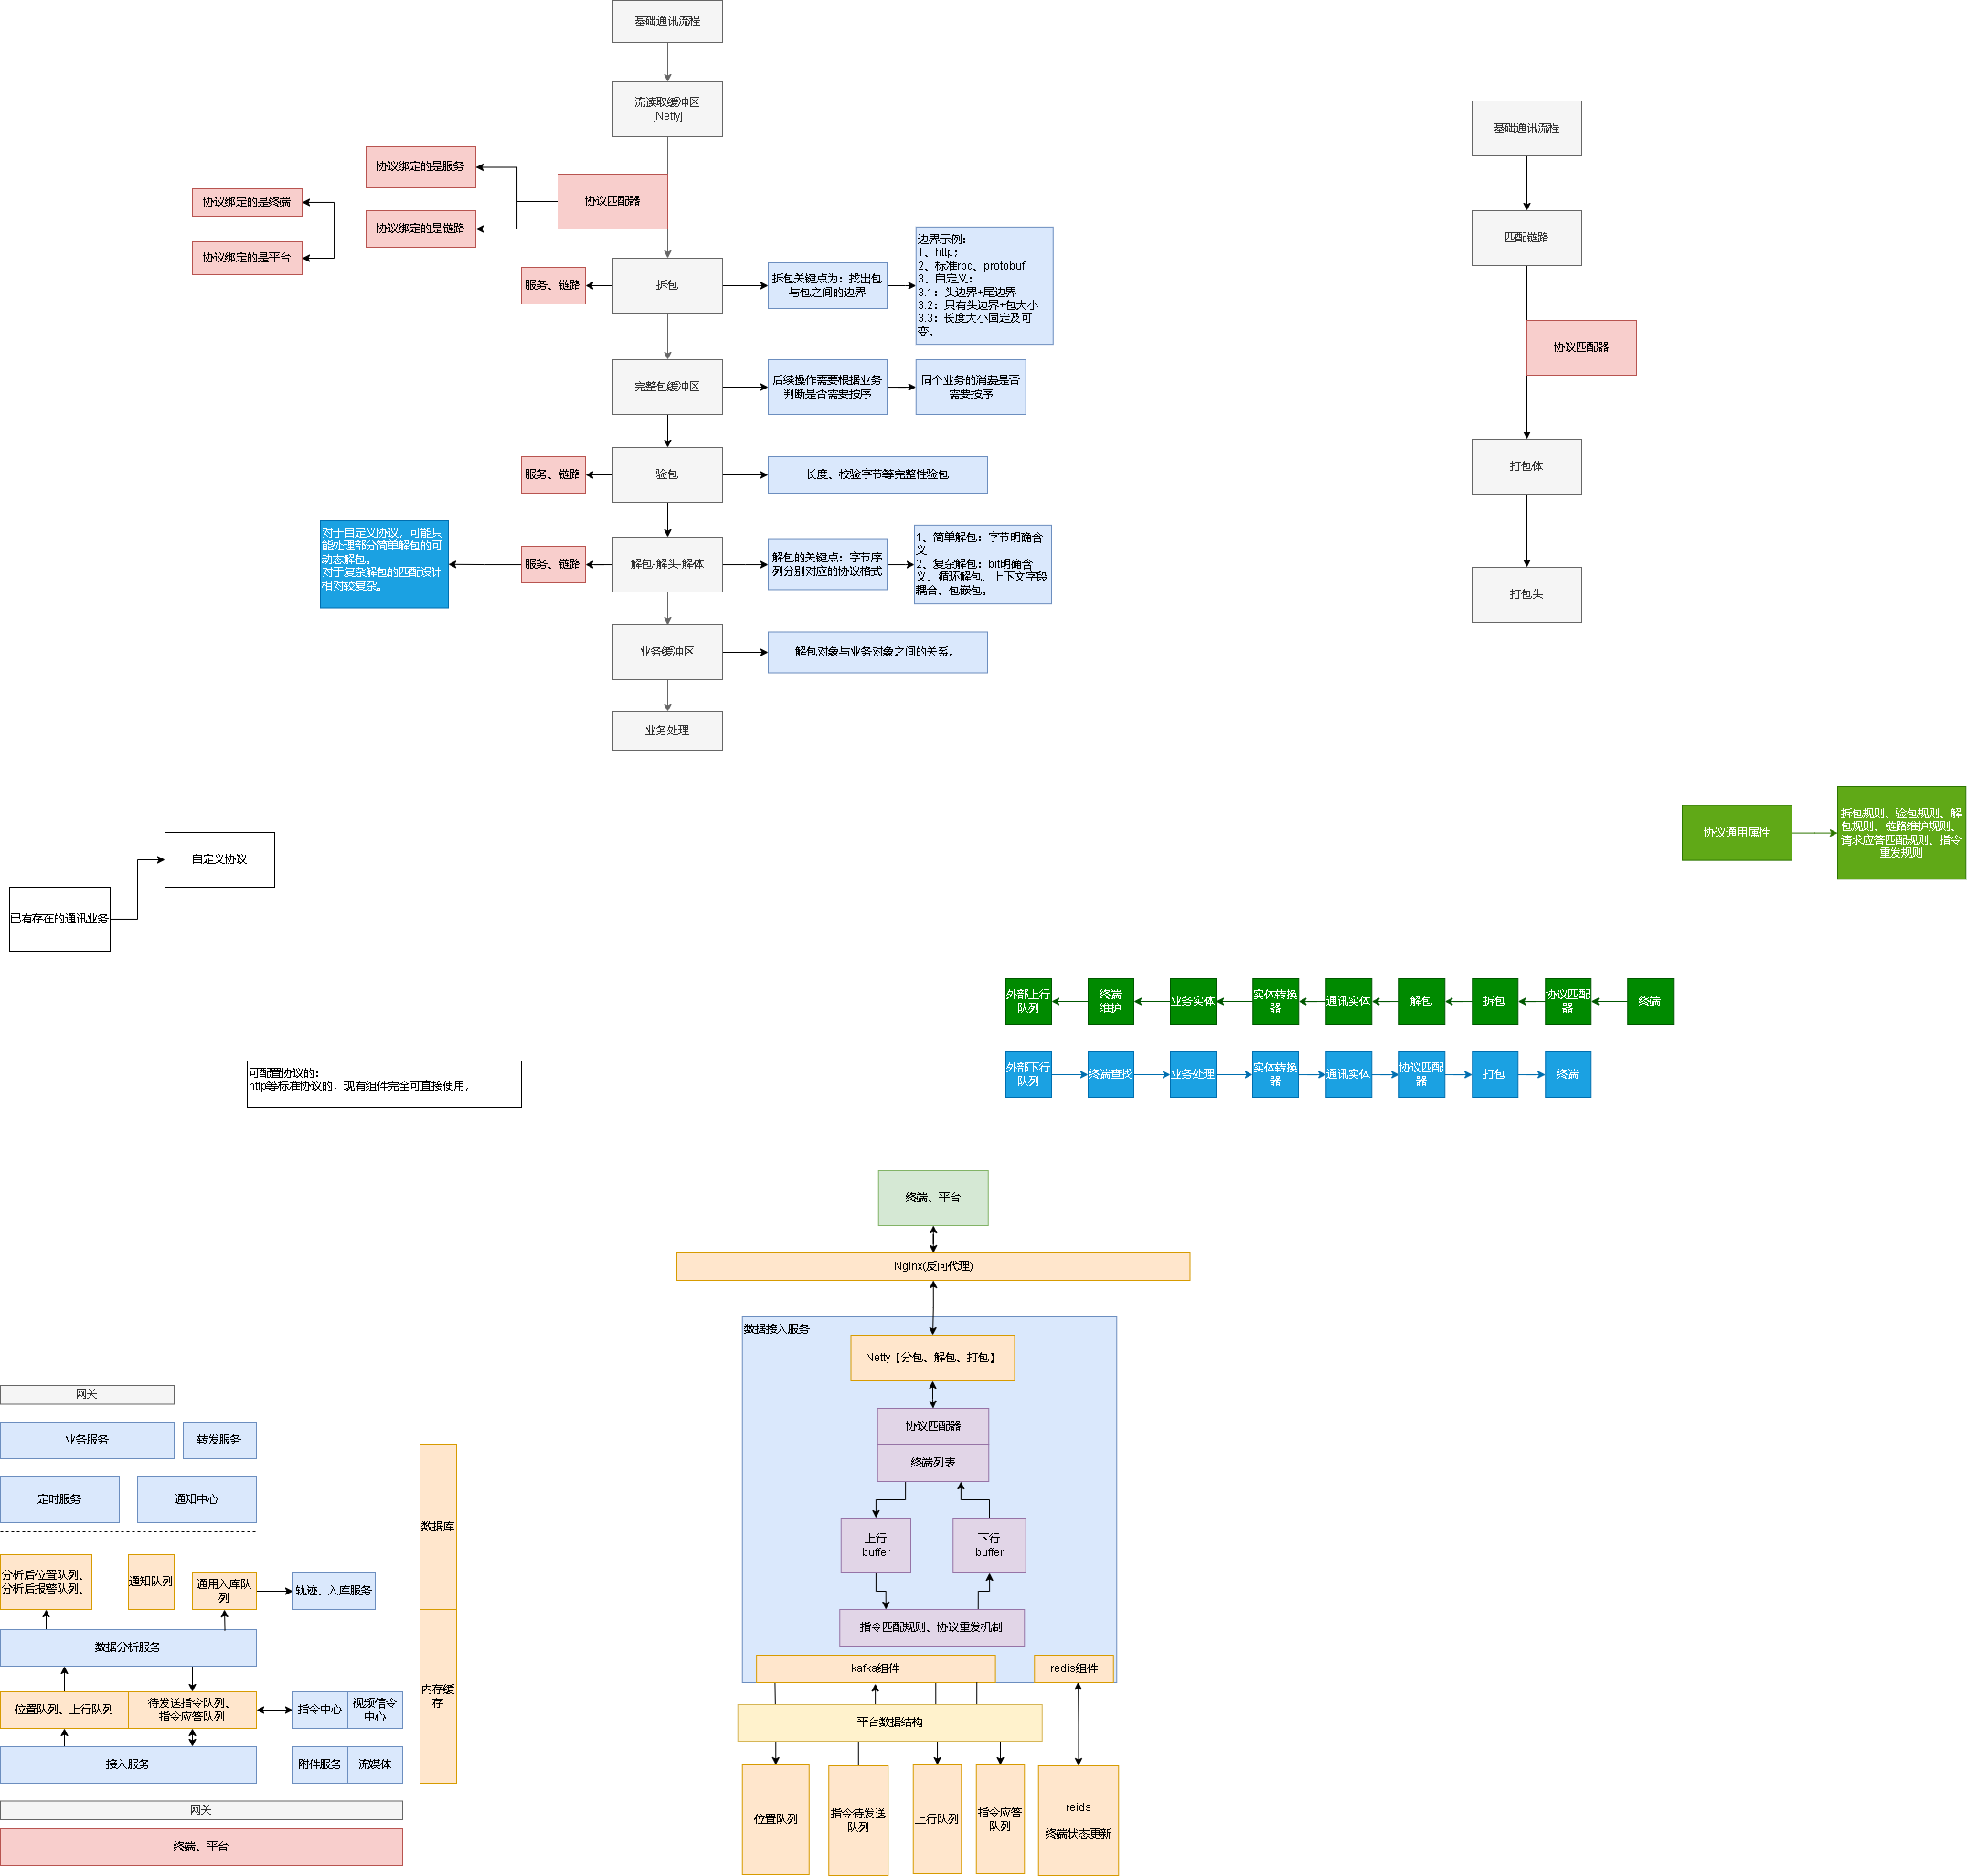 基础通讯流程
流读取缓冲区
[Netty]
协议匹配器
协议绑定的是服务
协议绑定的是链路
协议绑定的是终端
协议绑定的是平台
服务、链路
拆包
拆包关键点为：找出包
与包之间的边界
边界示例：
1、http；
2、标准rpc、protobuf
3、自定义：
3.1：头边界+尾边界
3.2：只有头边界+包大小
3.3：长度大小固定及可
变。
完整包缓冲区
后续操作需要根据业务
判断是否需要按序
同个业务的消费是否
需要按序
服务、链路
验包
长度、校验字节等完整性验包
对于自定义协议，可能只
能处理部分简单解包的可
动态解包。
对于复杂解包的匹配设计
相对较复杂。
服务、链路
解包-解头-解体
解包的关键点：字节序
列分别对应的协议格式
1、简单解包：字节明确含
义
2、复杂解包：bit明确含
义、循环解包、上下文字段
耦合、包嵌包。
业务缓冲区
解包对象与业务对象之间的关系。
业务处理
基础通讯流程
匹配链路
协议匹配器
打包体
打包头
协议通用属性
拆包规则、验包规则、解
包规则、链路维护规则、
请求应答匹配规则、指令
重发规则
自定义协议
已有存在的通讯业务
可配置协议的：
http等标准协议的，现有组件完全可直接使用，
外部上行
队列
终端
维护
业务实体
实体转换
器
通讯实体
解包
拆包
协议匹配
器
终端
外部下行
队列
终端查找
业务处理
实体转换
器
通讯实体
协议匹配
器
打包
终端
终端、平台
Nginx(反向代理)
数据接入服务
Netty【分包、解包、打包】
协议匹配器
终端列表
上行
buffer
下行
buffer
指令匹配规则、协议重发机制
kafka组件
redis组件
平台数据结构
位置队列
指令待发送
队列
上行队列
指令应答
队列
reids
终端状态更新
网关
业务服务
转发服务
定时服务
通知中心
分析后位置队列、
分析后报警队列、
通知队列
通用入库队
列
轨迹、入库服务
数据分析服务
位置队列、上行队列
待发送指令队列、
指令应答队列
指令中心
视频信令
中心
接入服务
附件服务
流媒体
网关
终端、平台
数据库
内存缓
存